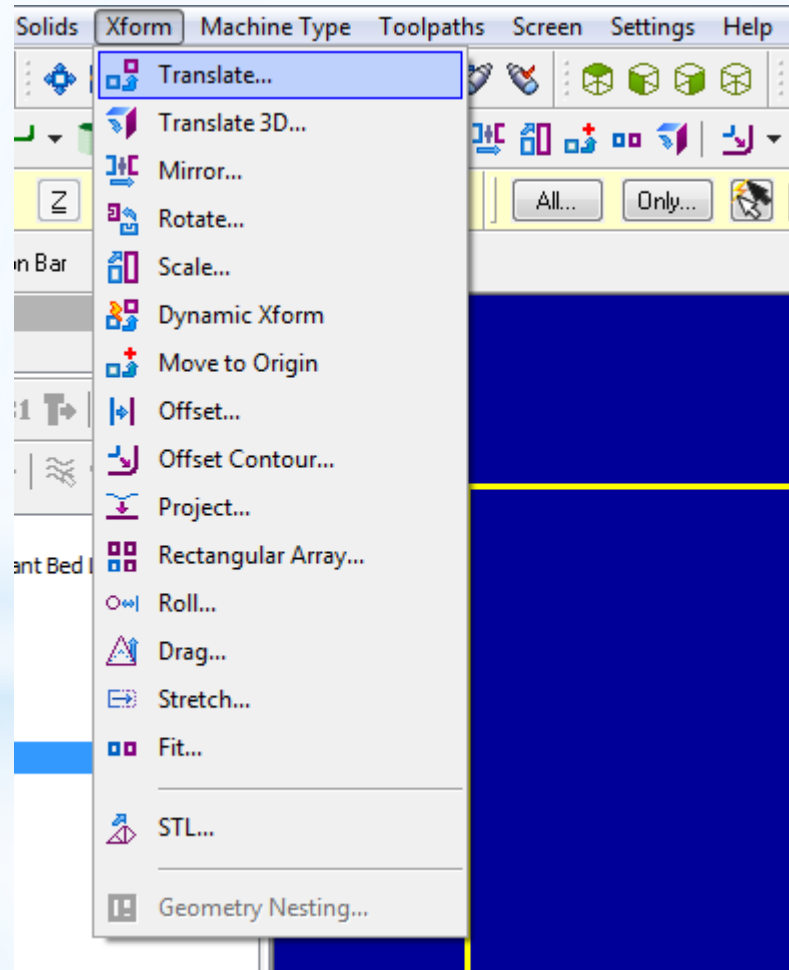 Solids Xform Machine Type Toolpaths Screen Settings Help
Translate...
Translate 3D...
Mirror...
Z All... Only...
Rotate...
on Bar
Scale...
Dynamic Xform
Move to Origin
Offset...
Offset Contour...
Project...
Rectangular Array...
ant Bed
Roll...
Drag...
Stretch...
Fit...
STL...
Geometry Nesting...